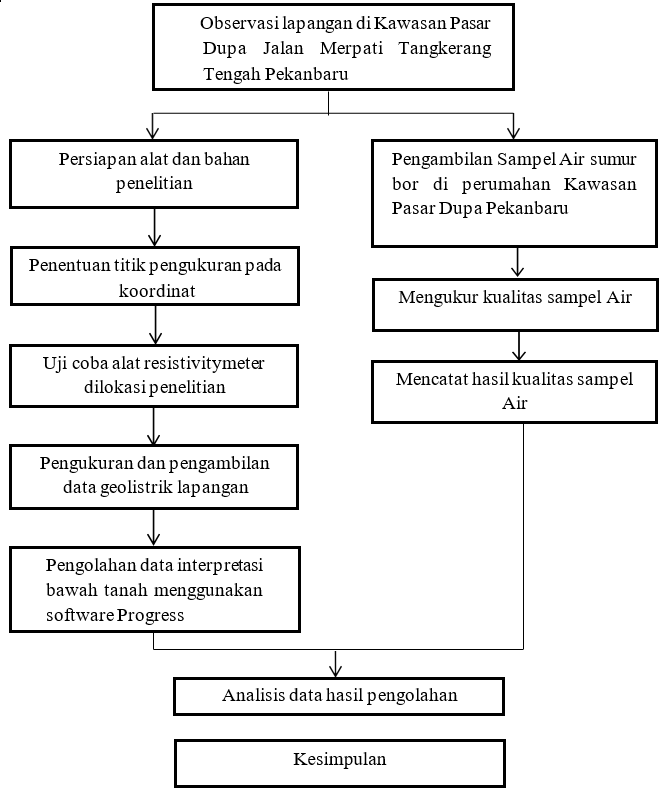 Observasi lapangan di Kawasan Pasar
Dupa Jalan Merpati Tangkerang
Tengah Pekanbaru
Persiapan alat dan bahan
penelitian
Penentuan titik pengukuran pada
koordinat
Uji coba alat resistivitymeter
dilokasi penelitian
Pengukuran dan pengambilan
data geolistrik lapangan
Pengolahan data interpretasi
bawah tanah menggunakan
software Progress
Pengambilan Sampel Air sumur
bor di perumahan Kawasan
Pasar Dupa Pekanbaru
Mengukur kualitas sampel Air
Mencatat hasil kualitas sampel
Air
Analisis data hasil pengolahan
Kesimpulan